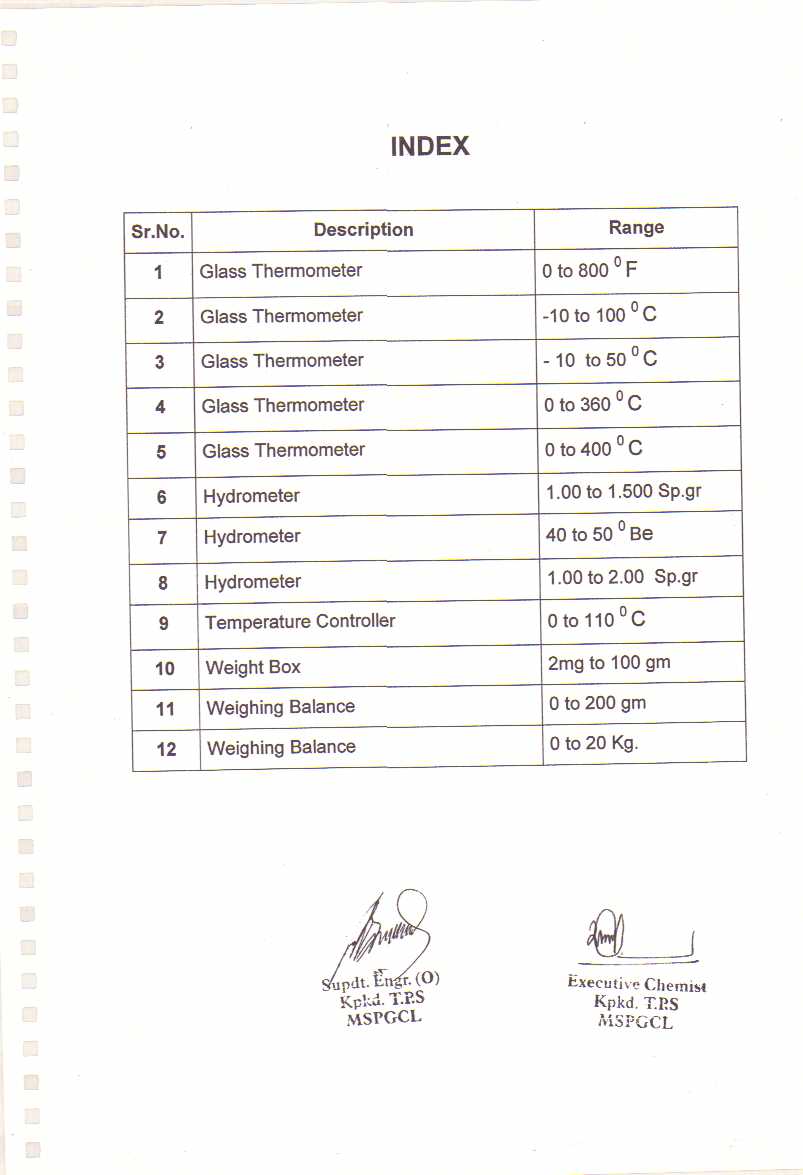 INDEX
Sr.No. Description Range
1 Glass Thermometer 0 to 800 ⁰ F
2 Glass Thermometer -10 to 100 ⁰ C
3 Glass Thermometer - 10 to 50 ⁰ C
4 Glass Thermometer 0 to 360 ⁰ C
5 Glass Thermometer 0 to 400 ⁰ C
6 Hydrometer 1.00 to 1.500 Sp.gr
7 Hydrometer 40 to 50 ⁰ Be
8 Hydrometer 1.00 to 2.00 Sp.gr
9 Temperature Controller 0 to 110 ⁰ C
10 Weight Box 2mg to 100 gm
11 Weighing Balance 0 to 200 gm
12 Weighing Balance 0 to 20 Kg.
Supdt. Engr. (O)
Kpkd. T.P.S
MSPGCL
Executive Chemist
Kpkd. T.P.S
MSPGCL